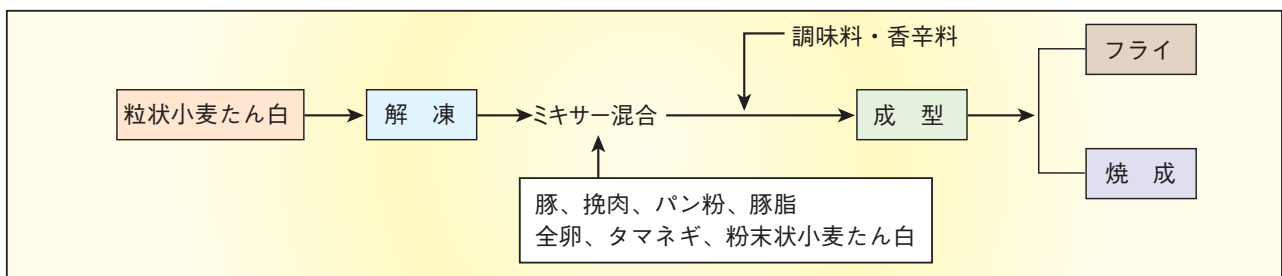 調味料・香辛料
フライ
粒状小麦たん白
解 凍
ミキサー混合
成 型
焼 成
豚、挽肉、パン粉、豚脂
全卵、タマネギ、粉末状小麦たん白